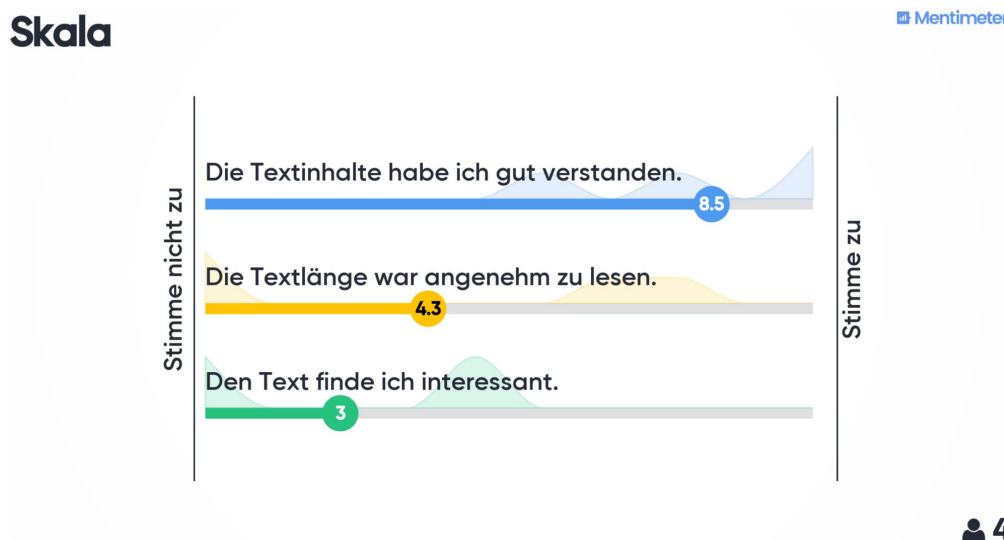 Skala
Mentimeter
Die Textinhalte habe ich gut verstanden.
8.5
Die Textlänge war angenehm zu lesen.
4.3
Den Text finde ich interessant.
3
Stimme nicht zu
Stimme zu
4